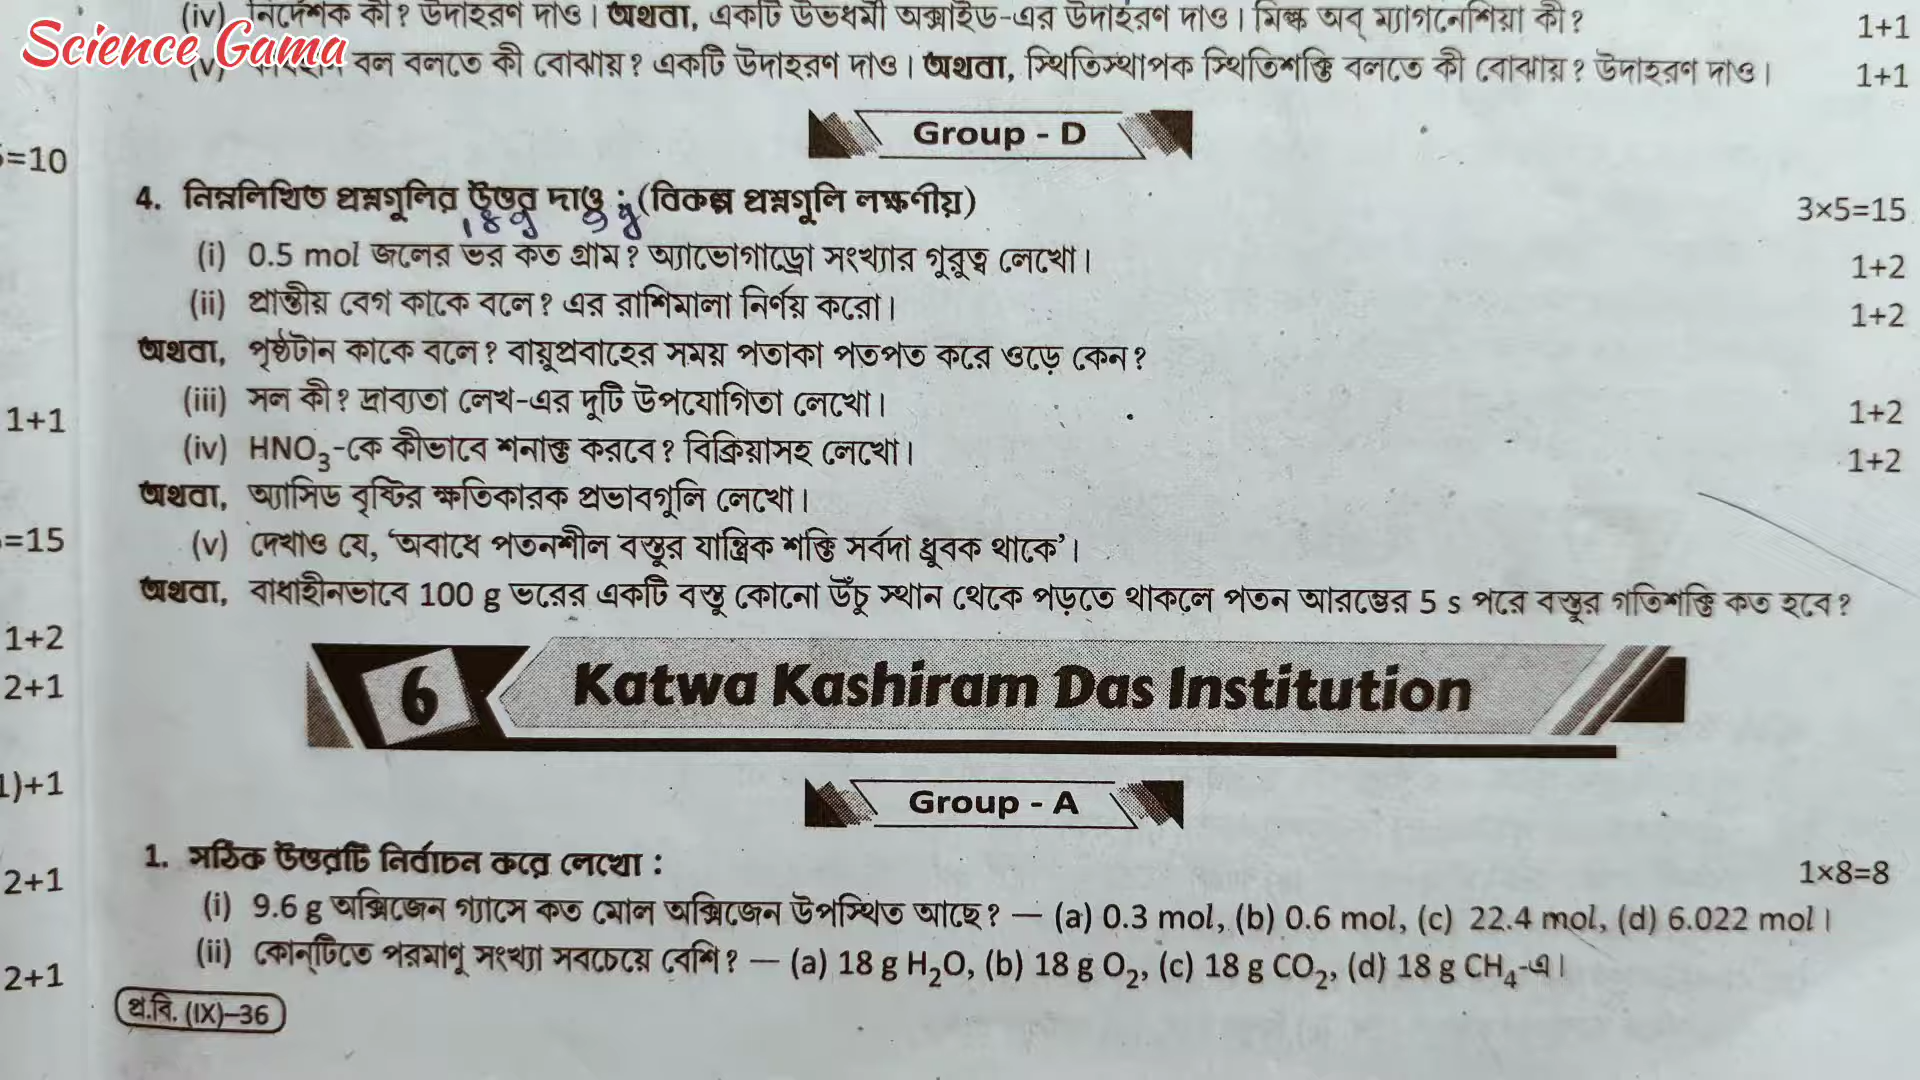 (iv) নির্দেশক কী? উদাহরণ দাও। অথবা, একটি উভধর্মী অক্সাইড-এর উদাহরণ দাও। মিল্ক অব্ ম্যাগনেশিয়া কী? 1+1
Science Gama
(v) বল বলতে কী বোঝায়? একটি উদাহরণ দাও। অথবা, স্থিতিস্থাপক স্থিতিশক্তি বলতে কী বোঝায়? উদাহরণ দাও। 1+1
Group - D
=10
4. নিম্নলিখিত প্রশ্নগুলির উত্তর দাও : (বিকল্প প্রশ্নগুলি লক্ষণীয়) 3×5=15
18g 9g
(i) 0.5 mol জলের ভর কত গ্রাম? অ্যাভোগাড্রো সংখ্যার গুরুত্ব লেখো। 1+2
(ii) প্রান্তীয় বেগ কাকে বলে? এর রাশিমালা নির্ণয় করো। 1+2
অথবা, পৃষ্ঠটান কাকে বলে? বায়ুপ্রবাহের সময় পতাকা পতপত করে ওড়ে কেন?
(iii) সল কী? দ্রাব্যতা লেখ-এর দুটি উপযোগিতা লেখো। 1+2
1+1
(iv) HNO₃-কে কীভাবে শনাক্ত করবে? বিক্রিয়াসহ লেখো। 1+2
অথবা, অ্যাসিড বৃষ্টির ক্ষতিকারক প্রভাবগুলি লেখো।
=15
(v) দেখাও যে, ‘অবাধে পতনশীল বস্তুর যান্ত্রিক শক্তি সর্বদা ধ্রুবক থাকে’।
অথবা, বাধাহীনভাবে 100 g ভরের একটি বস্তু কোনো উঁচু স্থান থেকে পড়তে থাকলে পতন আরম্ভের 5 s পরে বস্তুর গতিশক্তি কত হবে?
1+2
2+1
6 Katwa Kashiram Das Institution
1)+1
Group - A
1. সঠিক উত্তরটি নির্বাচন করে লেখো : 1×8=8
2+1
(i) 9.6 g অক্সিজেন গ্যাসে কত মোল অক্সিজেন উপস্থিত আছে? — (a) 0.3 mol, (b) 0.6 mol, (c) 22.4 mol, (d) 6.022 mol।
(ii) কোন্‌টিতে পরমাণু সংখ্যা সবচেয়ে বেশি? — (a) 18 g H₂O, (b) 18 g O₂, (c) 18 g CO₂, (d) 18 g CH₄-এ।
2+1
প্র.বি. (IX)–36